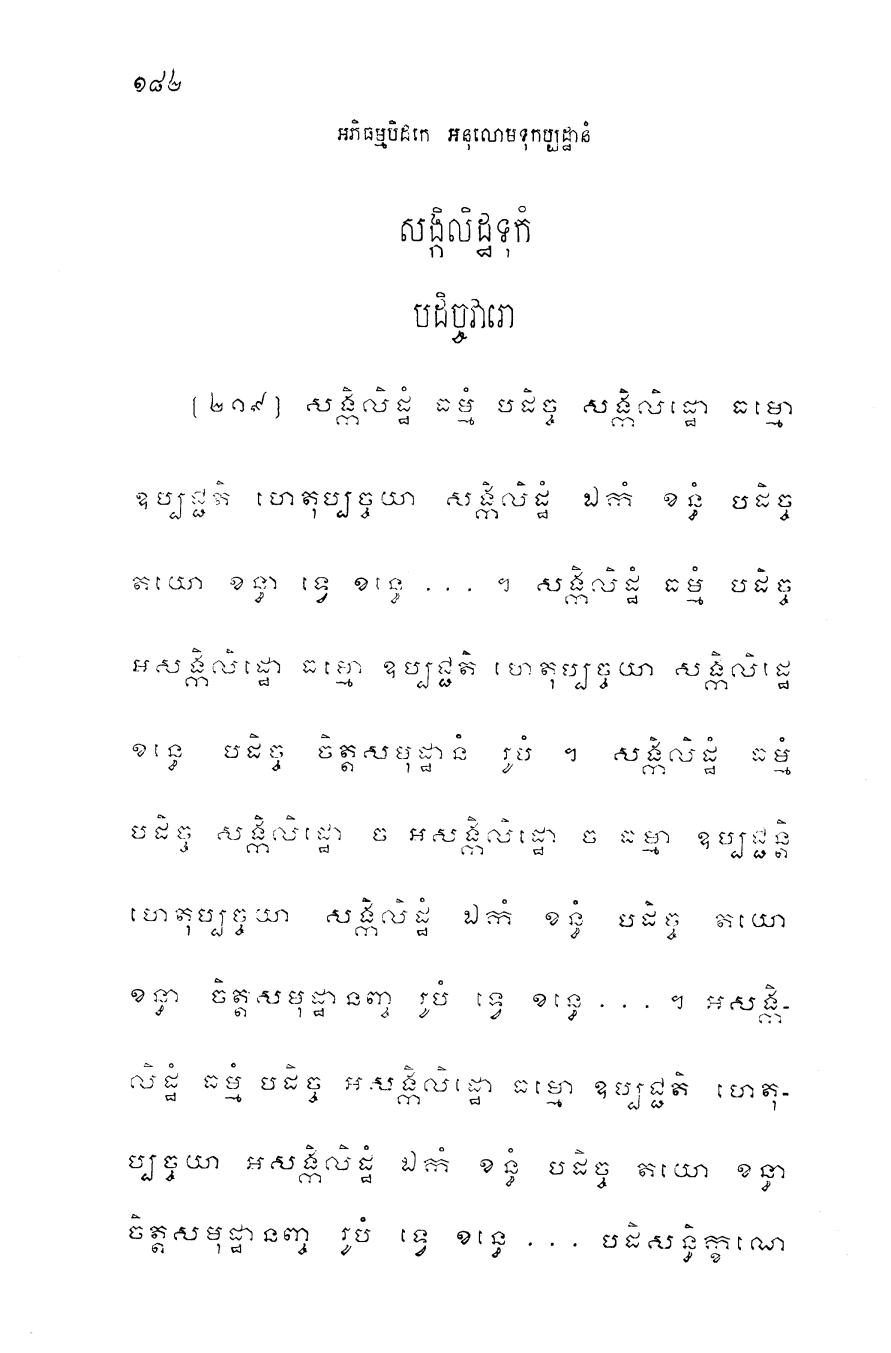 ១៨២
អភិធម្មបិដកេ អនុលោមទុកប្បដ្ឋានំ
សង្កិលិដ្ឋទុកំ
បដិច្ចវារោ
[២១៩] សង្កិលិដ្ឋំ ធម្មំ បដិច្ច សង្កិលិដ្ឋោ ធម្មោ
ឧប្បជ្ជតិ ហេតុប្បច្ចយា សង្កិលិដ្ឋំ ឯកំ ខន្ធំ បដិច្ច
តយោ ខន្ធា ទ្វេ ខន្ធេ ... ។ សង្កិលិដ្ឋំ ធម្មំ បដិច្ច
អសង្កិលិដ្ឋោ ធម្មោ ឧប្បជ្ជតិ ហេតុប្បច្ចយា សង្កិលិដ្ឋេ
ខន្ធេ បដិច្ច ចិត្តសមុដ្ឋានំ រូបំ ។ សង្កិលិដ្ឋំ ធម្មំ
បដិច្ច សង្កិលិដ្ឋោ ច អសង្កិលិដ្ឋោ ច ធម្មា ឧប្បជ្ជន្តិ
ហេតុប្បច្ចយា សង្កិលិដ្ឋំ ឯកំ ខន្ធំ បដិច្ច តយោ
ខន្ធា ចិត្តសមុដ្ឋានញ្ច រូបំ ទ្វេ ខន្ធេ ... ។ អសង្កិ-
លិដ្ឋំ ធម្មំ បដិច្ច អសង្កិលិដ្ឋោ ធម្មោ ឧប្បជ្ជតិ ហេតុ-
ប្បច្ចយា អសង្កិលិដ្ឋំ ឯកំ ខន្ធំ បដិច្ច តយោ ខន្ធា
ចិត្តសមុដ្ឋានញ្ច រូបំ ទ្វេ ខន្ធេ ... បដិសន្ធិក្ខណេ